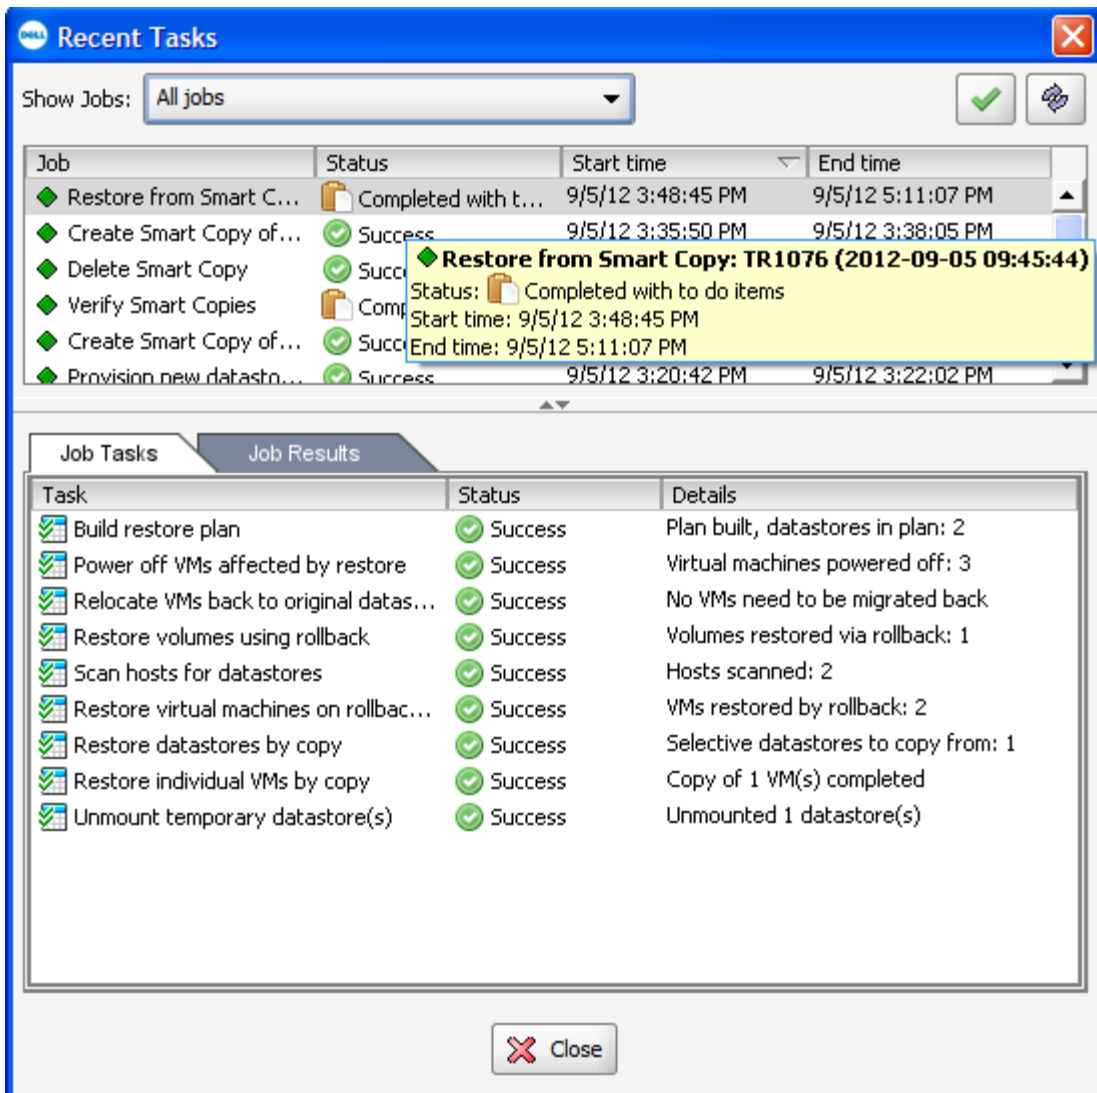 DELL Recent Tasks
Show Jobs: All jobs
Job Status Start time End time
Restore from Smart C... Completed with t... 9/5/12 3:48:45 PM 9/5/12 5:11:07 PM
Create Smart Copy of... Success 9/5/12 3:35:50 PM 9/5/12 3:38:05 PM
Delete Smart Copy Succ
Verify Smart Copies Comp
Create Smart Copy of... Succ
Provision new datasto... Success 9/5/12 3:20:42 PM 9/5/12 3:22:02 PM
Restore from Smart Copy: TR1076 (2012-09-05 09:45:44)
Status: Completed with to do items
Start time: 9/5/12 3:48:45 PM
End time: 9/5/12 5:11:07 PM
Job Tasks Job Results
Task Status Details
Build restore plan Success Plan built, datastores in plan: 2
Power off VMs affected by restore Success Virtual machines powered off: 3
Relocate VMs back to original datas... Success No VMs need to be migrated back
Restore volumes using rollback Success Volumes restored via rollback: 1
Scan hosts for datastores Success Hosts scanned: 2
Restore virtual machines on rollbac... Success VMs restored by rollback: 2
Restore datastores by copy Success Selective datastores to copy from: 1
Restore individual VMs by copy Success Copy of 1 VM(s) completed
Unmount temporary datastore(s) Success Unmounted 1 datastore(s)
Close